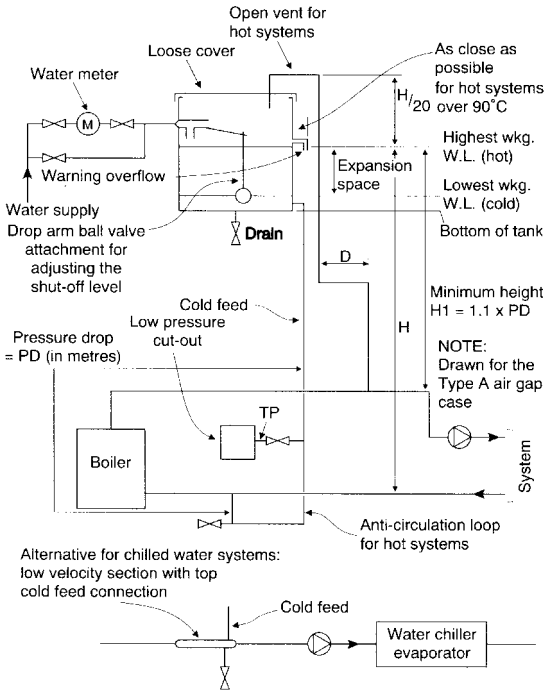 Open vent for
hot systems
Loose cover
As close as
possible
for hot systems
over 90˚C
Water meter
H/20
M
Highest wkg.
W.L. (hot)
Expansion
space
Warning overflow
Lowest wkg.
W.L. (cold)
Water supply
Drop arm ball valve
attachment for
adjusting the
shut-off level
Drain
Bottom of tank
D
Cold feed
Minimum height
H1 = 1.1 x PD
H
Pressure drop
= PD (in metres)
Low pressure
cut-out
NOTE:
Drawn for the
Type A air gap
case
TP
Boiler
System
Anti-circulation loop
for hot systems
Alternative for chilled water systems:
low velocity section with top
cold feed connection
Cold feed
Water chiller
evaporator